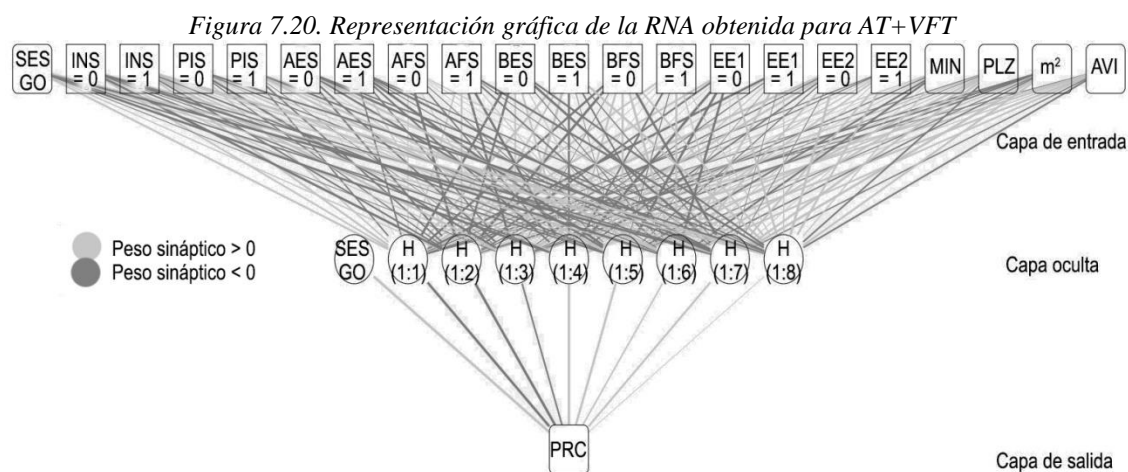 Figura 7.20. Representación gráfica de la RNA obtenida para AT+VFT
SES INS INS PIS PIS AES AES AFS AFS BES BES BFS BFS EE1 EE1 EE2 EE2 MIN PLZ m² AVI
GO = 0 = 1 = 0 = 1 = 0 = 1 = 0 = 1 = 0 = 1 = 0 = 1 = 0 = 1 = 0 = 1
Capa de entrada
Peso sináptico > 0
Peso sináptico < 0
SES H H H H H H H H
GO (1:1) (1:2) (1:3) (1:4) (1:5) (1:6) (1:7) (1:8)
Capa oculta
PRC
Capa de salida